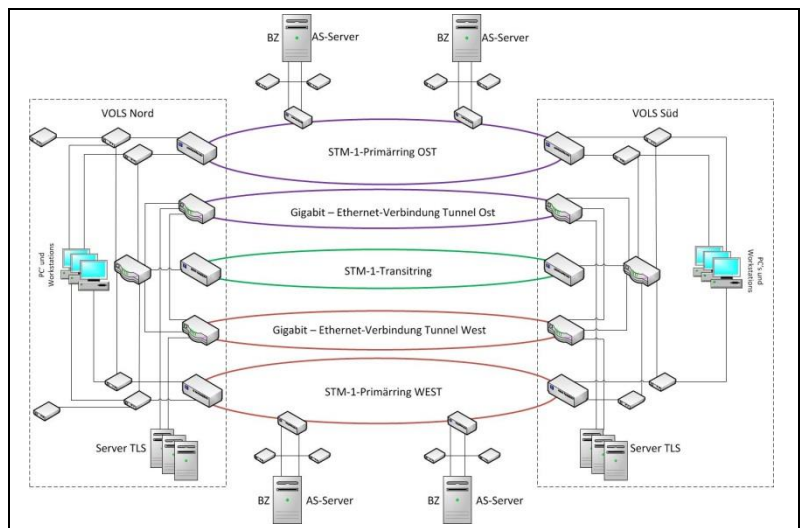 BZ AS-Server
BZ AS-Server
VOLS Nord
VOLS Süd
STM-1-Primärring OST
Gigabit – Ethernet-Verbindung Tunnel Ost
PC' und
Workstations
STM-1-Transitring
PC's und
Workstations
Gigabit – Ethernet-Verbindung Tunnel West
STM-1-Primärring WEST
Server TLS
Server TLS
BZ AS-Server
BZ AS-Server